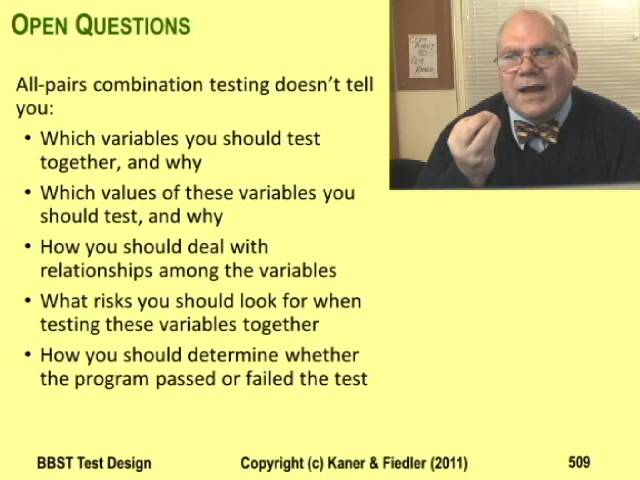 OPEN QUESTIONS
All-pairs combination testing doesn't tell
you:
• Which variables you should test
together, and why
• Which values of these variables you
should test, and why
• How you should deal with
relationships among the variables
• What risks you should look for when
testing these variables together
• How you should determine whether
the program passed or failed the test
BBST Test Design Copyright (c) Kaner & Fiedler (2011) 509